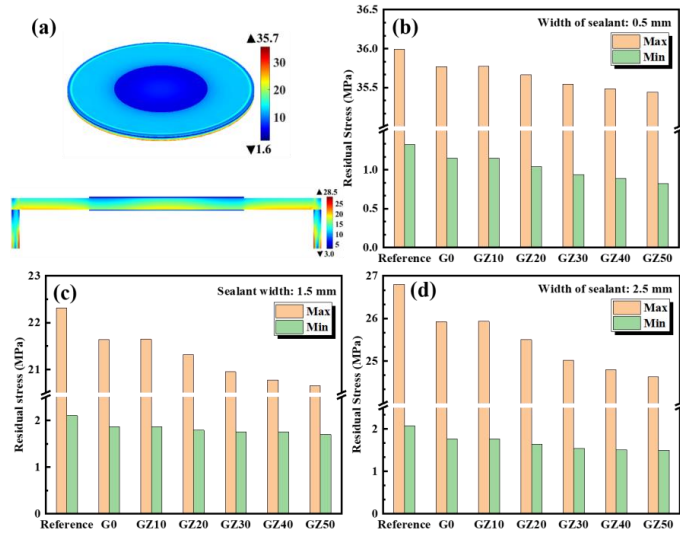 (a)
▲35.7
30
20
10
▼1.6
▲28.5
25
20
15
10
5
▼3.0
(b)
Width of sealant: 0.5 mm
Max
Min
Residual Stress (MPa)
36.5
36.0
35.5
1.0
0.5
0.0
Reference G0 GZ10 GZ20 GZ30 GZ40 GZ50
(c)
Sealant width: 1.5 mm
Max
Min
Residual stress (MPa)
23
22
21
2
1
0
Reference G0 GZ10 GZ20 GZ30 GZ40 GZ50
(d)
Width of sealant: 2.5 mm
Max
Min
Residual Stress (MPa)
27
26
25
2
1
0
Reference G0 GZ10 GZ20 GZ30 GZ40 GZ50